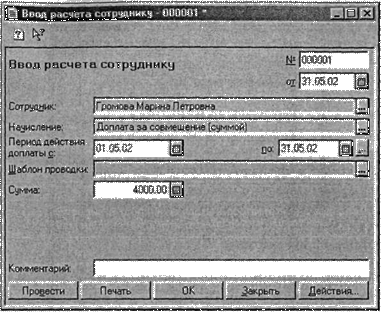 Ввод расчета сотруднику - 000001 *
Ввод расчета сотруднику
№ 000001
от 31.05.02
Сотрудник: Громова Марина Петровна
Начисление: Доплата за совмещение (суммой)
Период действия доплаты с: 01.05.02 по: 31.05.02
Шаблон проводки:
Сумма: 4000.00
Комментарий:
Провести Печать OK Закрыть Действия...